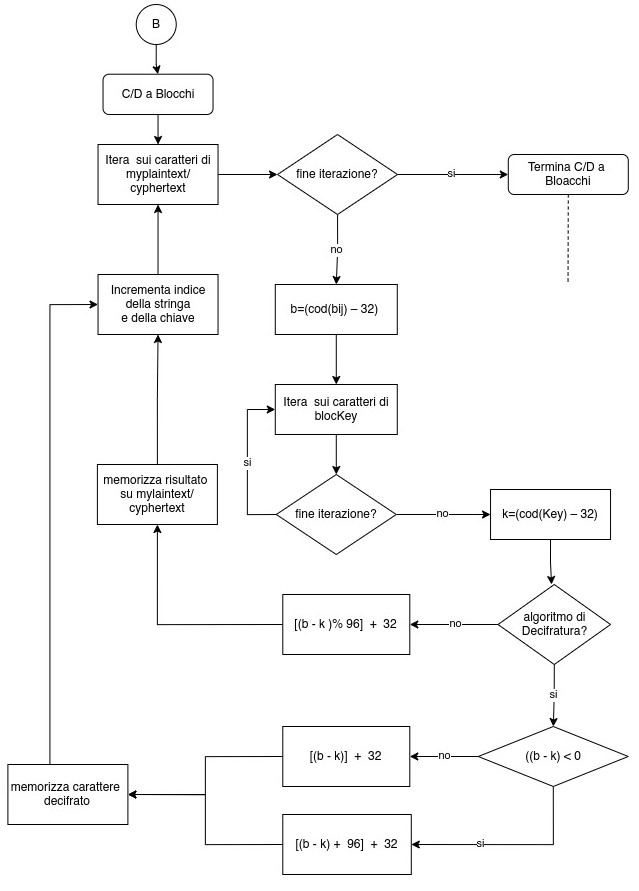 B
C/D a Blocchi
Itera sui caratteri di
myplaintext/
cyphertext
fine iterazione?
si
Termina C/D a
Bloacchi
no
Incrementa indice
della stringa
e della chiave
b=(cod(bij) – 32)
Itera sui caratteri di
blocKey
si
memorizza risultato
su mylaintext/
cyphertext
fine iterazione?
no
k=(cod(Key) – 32)
[(b - k )% 96] + 32
no
algoritmo di
Decifratura?
si
[(b - k)] + 32
no
((b - k) < 0
memorizza carattere
decifrato
[(b - k) + 96] + 32
si